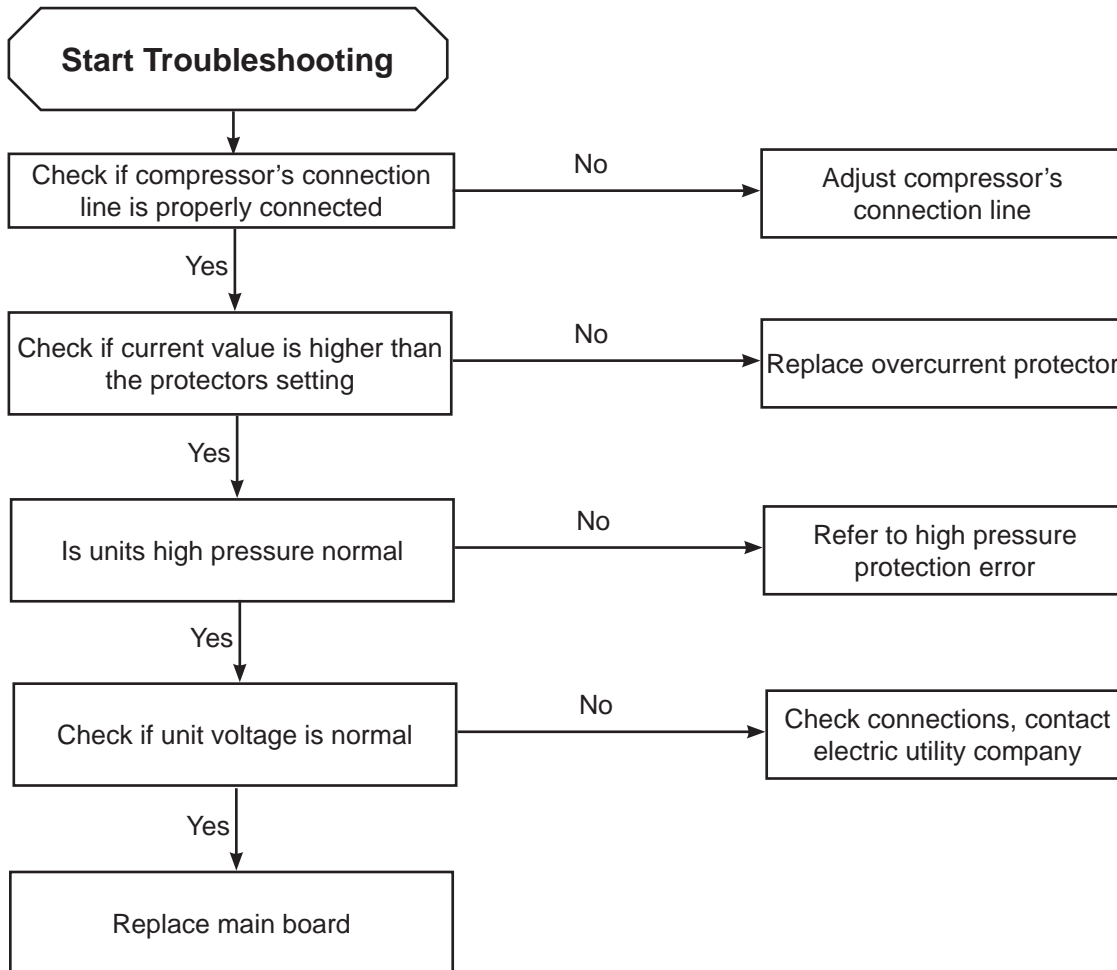 Start Troubleshooting
Check if compressor’s connection
line is properly connected
No
Adjust compressor’s
connection line
Yes
Check if current value is higher than
the protectors setting
No
Replace overcurrent protector
Yes
Is units high pressure normal
No
Refer to high pressure
protection error
Yes
Check if unit voltage is normal
No
Check connections, contact
electric utility company
Yes
Replace main board